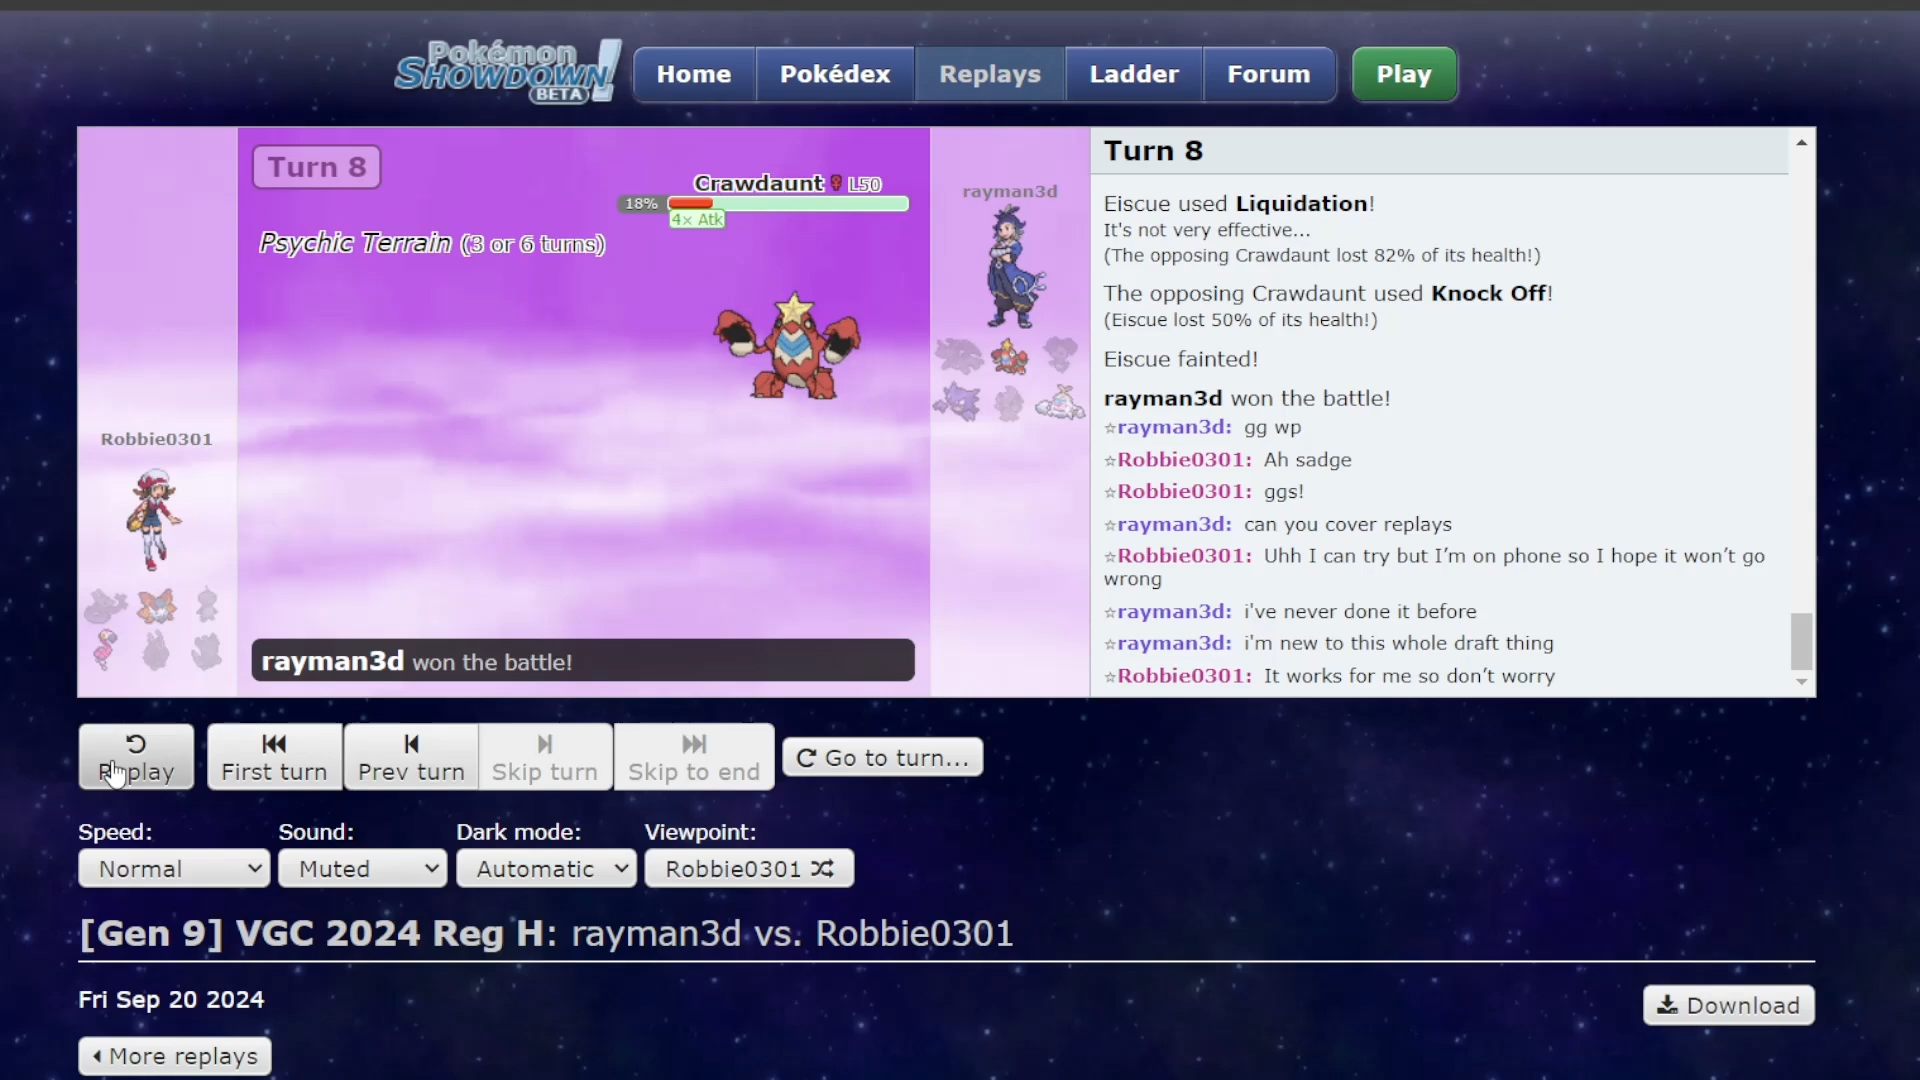 Pokémon
SHOWDOWN!
BETA
Home
Pokédex
Replays
Ladder
Forum
Play
Turn 8
Crawdaunt L50
18%
4× Atk
Psychic Terrain (3 or 6 turns)
rayman3d
Robbie0301
rayman3d won the battle!
Turn 8
Eiscue used Liquidation!
It's not very effective...
(The opposing Crawdaunt lost 82% of its health!)
The opposing Crawdaunt used Knock Off!
(Eiscue lost 50% of its health!)
Eiscue fainted!
rayman3d won the battle!
☆rayman3d: gg wp
☆Robbie0301: Ah sadge
☆Robbie0301: ggs!
☆rayman3d: can you cover replays
☆Robbie0301: Uhh I can try but I’m on phone so I hope it won’t go
wrong
☆rayman3d: i've never done it before
☆rayman3d: i'm new to this whole draft thing
☆Robbie0301: It works for me so don’t worry
Replay
First turn
Prev turn
Skip turn
Skip to end
Go to turn...
Speed:
Sound:
Dark mode:
Viewpoint:
Normal
Muted
Automatic
Robbie0301
[Gen 9] VGC 2024 Reg H: rayman3d vs. Robbie0301
Fri Sep 20 2024
Download
More replays